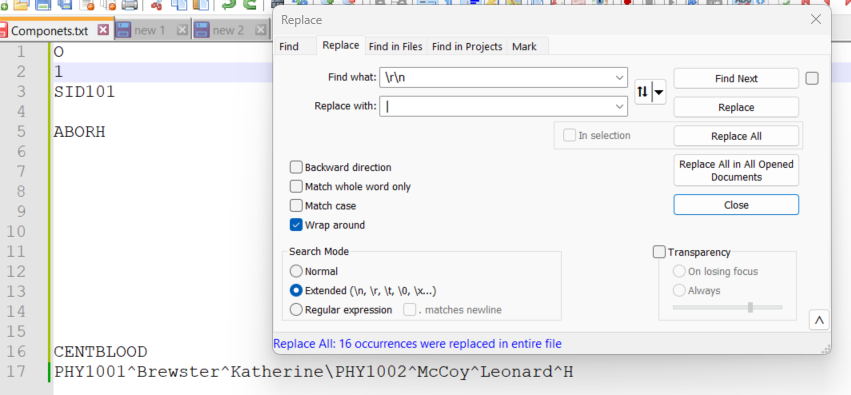 Componets.txt
new 1
new 2
Replace
Find
Replace
Find in Files
Find in Projects
Mark
Find what:
\r\n
Find Next
Replace with:
|
Replace
In selection
Replace All
Replace All in All Opened
Documents
Close
Backward direction
Match whole word only
Match case
Wrap around
Search Mode
Normal
Extended (\n, \r, \t, \0, \x...)
Regular expression
. matches newline
Transparency
On losing focus
Always
Replace All: 16 occurrences were replaced in entire file
1 O
2 1
3 SID101
4
5 ABORH
6
7
8
9
10
11
12
13
14
15
16 CENTBLOOD
17 PHY1001^Brewster^Katherine\PHY1002^McCoy^Leonard^H